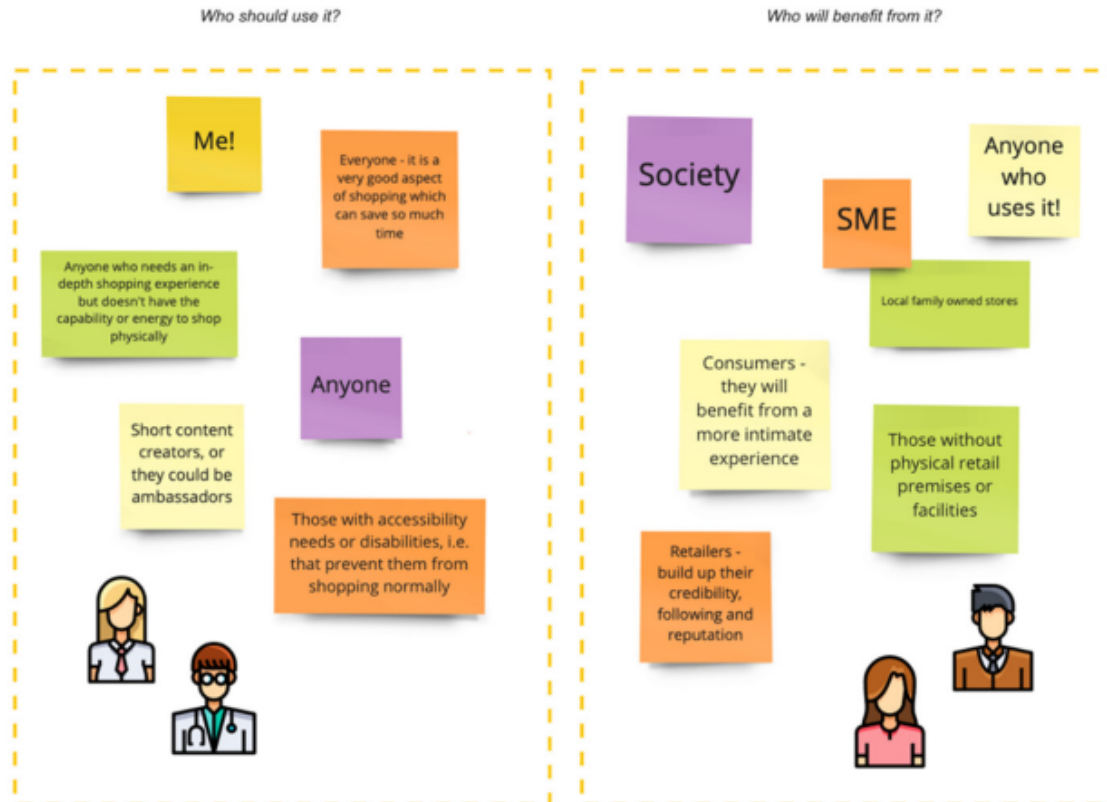 Who should use it?
Me!
Everyone - it is a
very good aspect
of shopping which
can save so much
time
Anyone who needs an in-
depth shopping experience
but doesn't have the
capability or energy to shop
physically
Anyone
Short content
creators, or
they could be
ambassadors
Those with accessibility
needs or disabilities, i.e.
that prevent them from
shopping normally
Who will benefit from it?
Society
SME
Anyone
who
uses it!
Local family owned stores
Consumers -
they will
benefit from a
more intimate
experience
Those without
physical retail
premises or
facilities
Retailers -
build up their
credibility,
following and
reputation